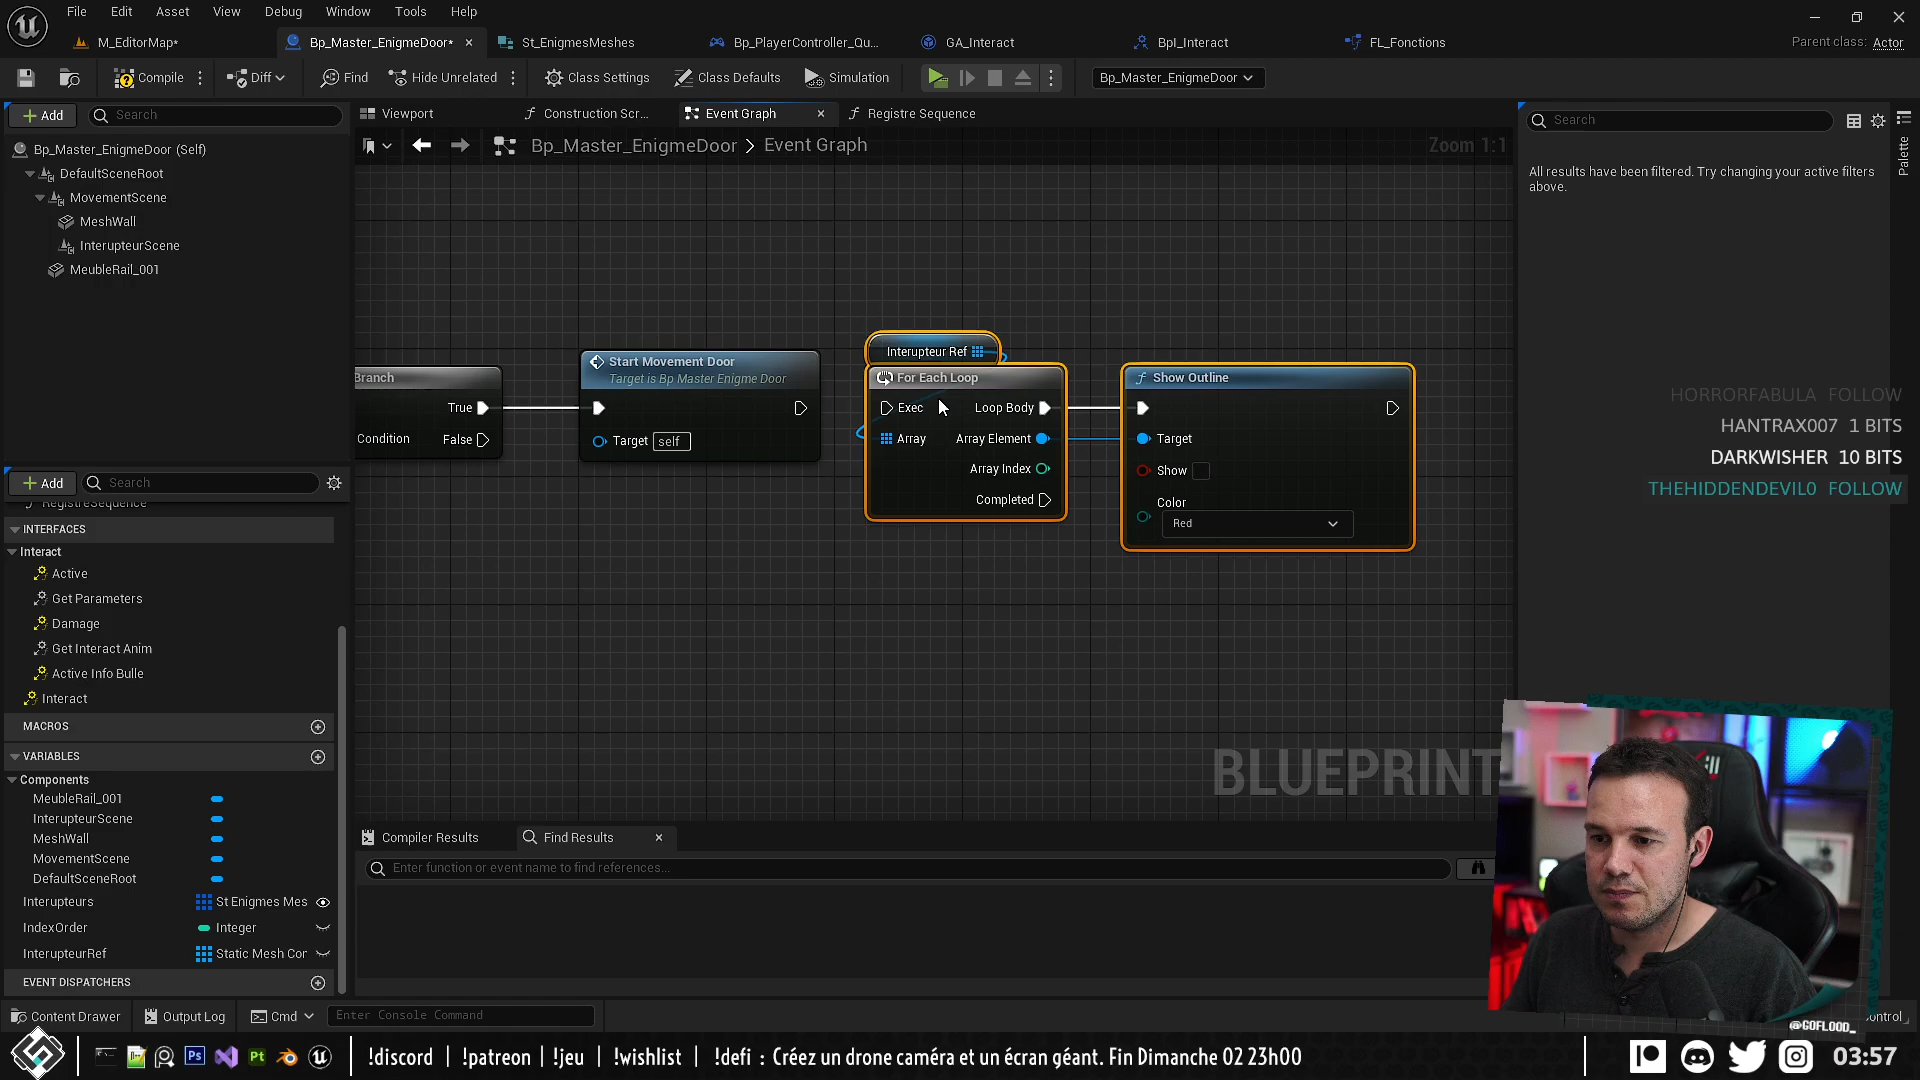 File Edit Asset View Debug Window Tools Help
M_EditorMap*
Bp_Master_EnigmeDoor*
St_EnigmesMeshes
Bp_PlayerController_Qu...
GA_Interact
BpI_Interact
FL_Fonctions
Parent class: Actor
Compile
Diff
Find
Hide Unrelated
Class Settings
Class Defaults
Simulation
Bp_Master_EnigmeDoor
Add
Search
Viewport
Construction Scr...
Event Graph
Registre Sequence
Search
Palette
Bp_Master_EnigmeDoor (Self)
DefaultSceneRoot
MovementScene
MeshWall
InterupteurScene
MeubleRail_001
Bp_Master_EnigmeDoor > Event Graph
Zoom 1:1
All results have been filtered. Try changing your active filters
above.
Branch
True
Condition
False
Start Movement Door
Target is Bp Master Enigme Door
Target
self
Interupteur Ref
For Each Loop
Exec
Loop Body
Array
Array Element
Array Index
Completed
Show Outline
Target
Show
Color
Red
HORRORFABULA FOLLOW
HANTRAX007 1 BITS
DARKWISHER 10 BITS
THEHIDDENDEVIL0 FOLLOW
BLUEPRINT
Add
Search
RegistreSequence
INTERFACES
Interact
Active
Get Parameters
Damage
Get Interact Anim
Active Info Bulle
Interact
MACROS
VARIABLES
Components
MeubleRail_001
InterupteurScene
MeshWall
MovementScene
DefaultSceneRoot
Interupteurs St Enigmes Mes
IndexOrder Integer
InterupteurRef Static Mesh Cor
EVENT DISPATCHERS
Compiler Results
Find Results
Enter function or event name to find references...
Content Drawer
Output Log
Cmd
Enter Console Command
ontrol
@GOFLOOD_
Ps
Pt
!discord | !patreon | !jeu | !wishlist | !defi : Créez un drone caméra et un écran géant. Fin Dimanche 02 23h00
03:57